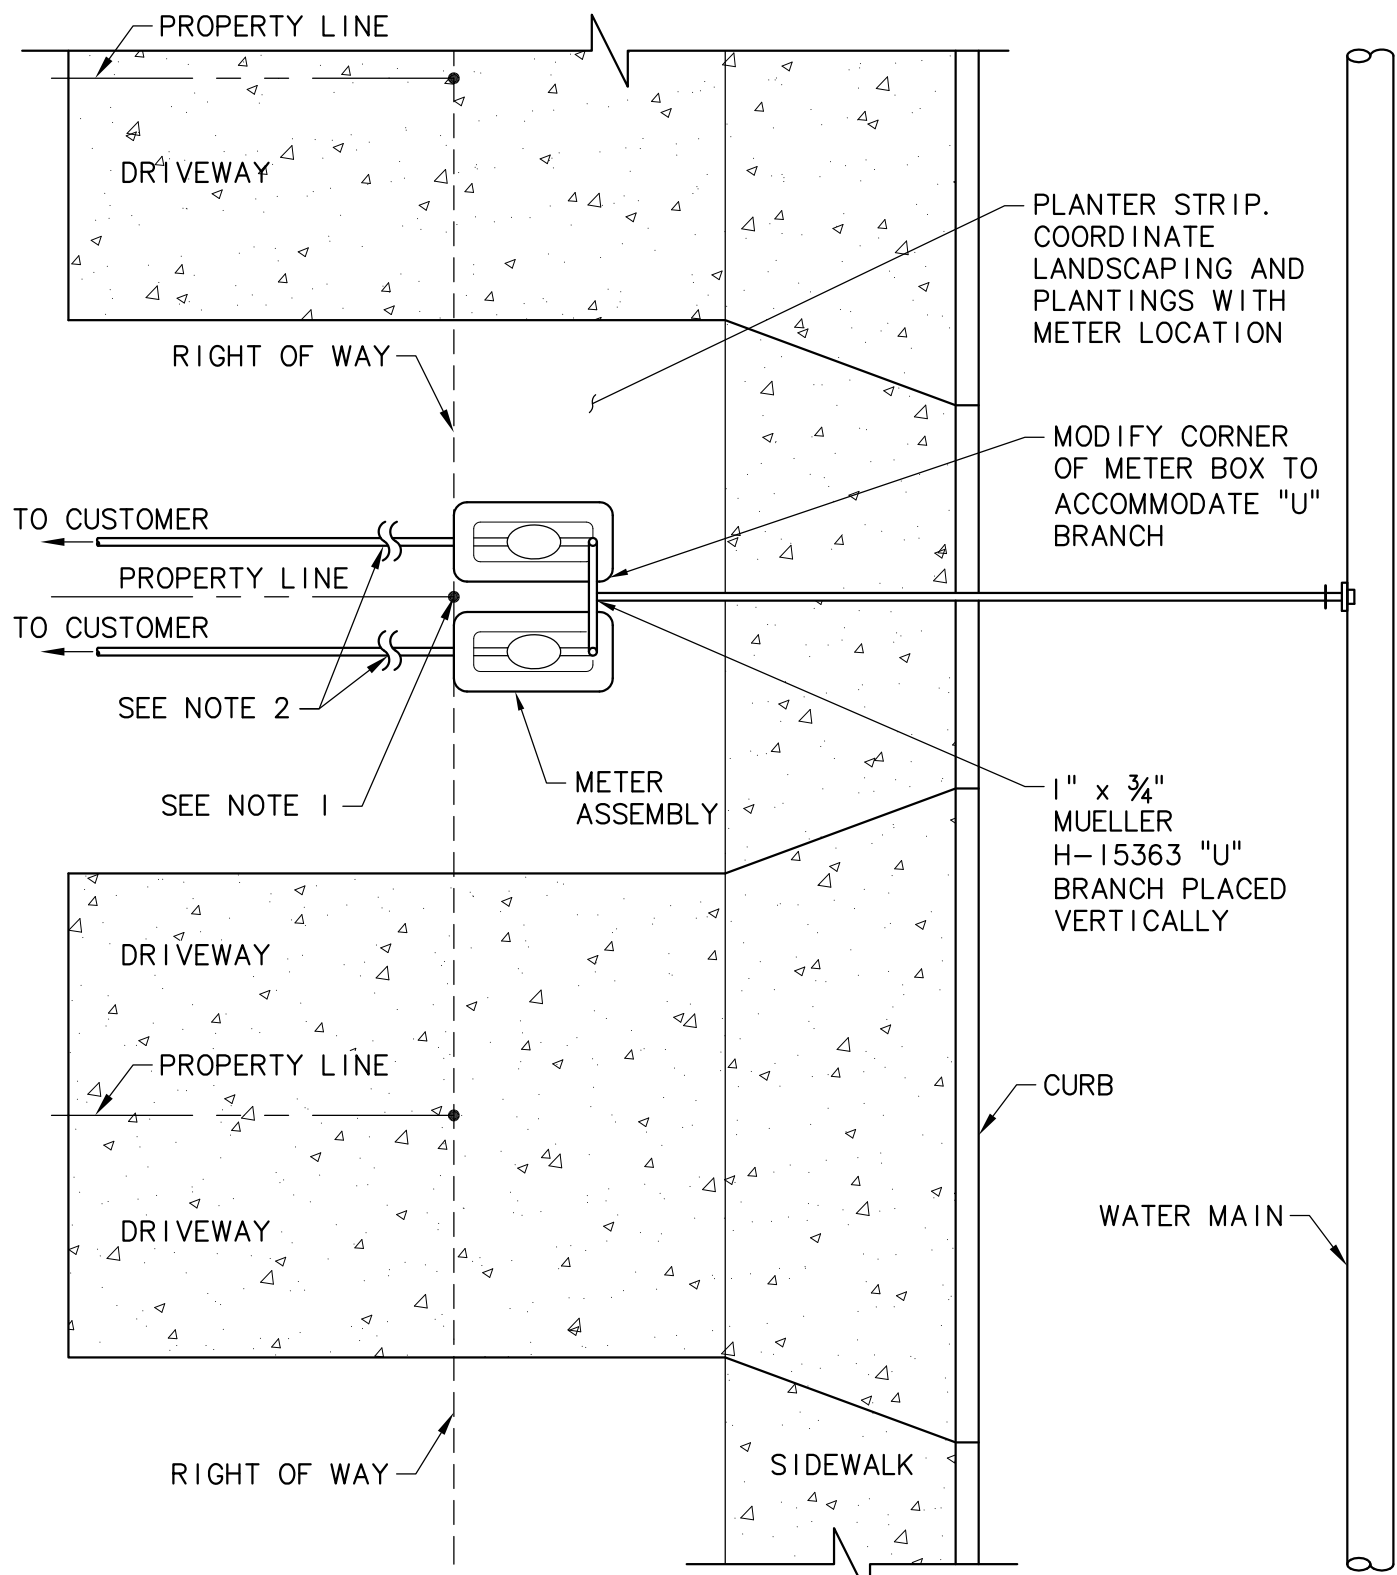 PROPERTY LINE
DRIVEWAY
PLANTER STRIP.
COORDINATE
LANDSCAPING AND
PLANTINGS WITH
METER LOCATION
RIGHT OF WAY
MODIFY CORNER
OF METER BOX TO
ACCOMMODATE "U"
BRANCH
TO CUSTOMER
PROPERTY LINE
TO CUSTOMER
SEE NOTE 2
SEE NOTE 1
METER
ASSEMBLY
1" x ¾"
MUELLER
H-15363 "U"
BRANCH PLACED
VERTICALLY
DRIVEWAY
PROPERTY LINE
CURB
DRIVEWAY
WATER MAIN
RIGHT OF WAY
SIDEWALK